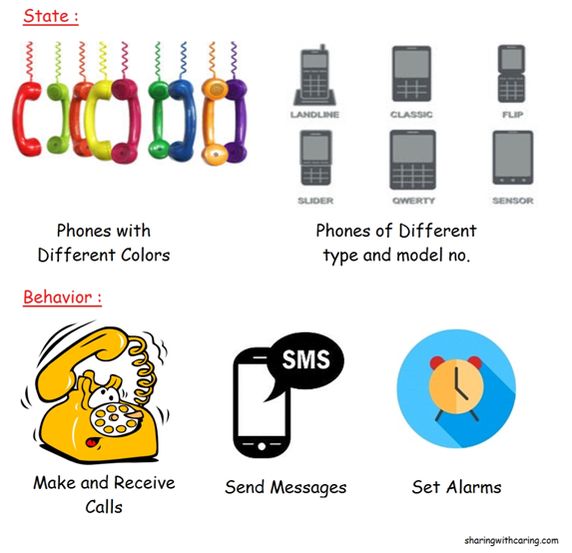 State :
LANDLINE
CLASSIC
FLIP
SLIDER
QWERTY
SENSOR
Phones with
Different Colors
Phones of Different
type and model no.
Behavior :
SMS
Make and Receive
Calls
Send Messages
Set Alarms
sharingwithcaring.com